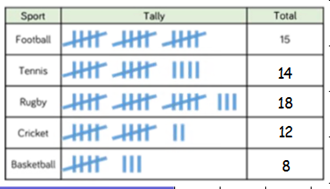 Sport Tally Total
Football 15
Tennis 14
Rugby 18
Cricket 12
Basketball 8